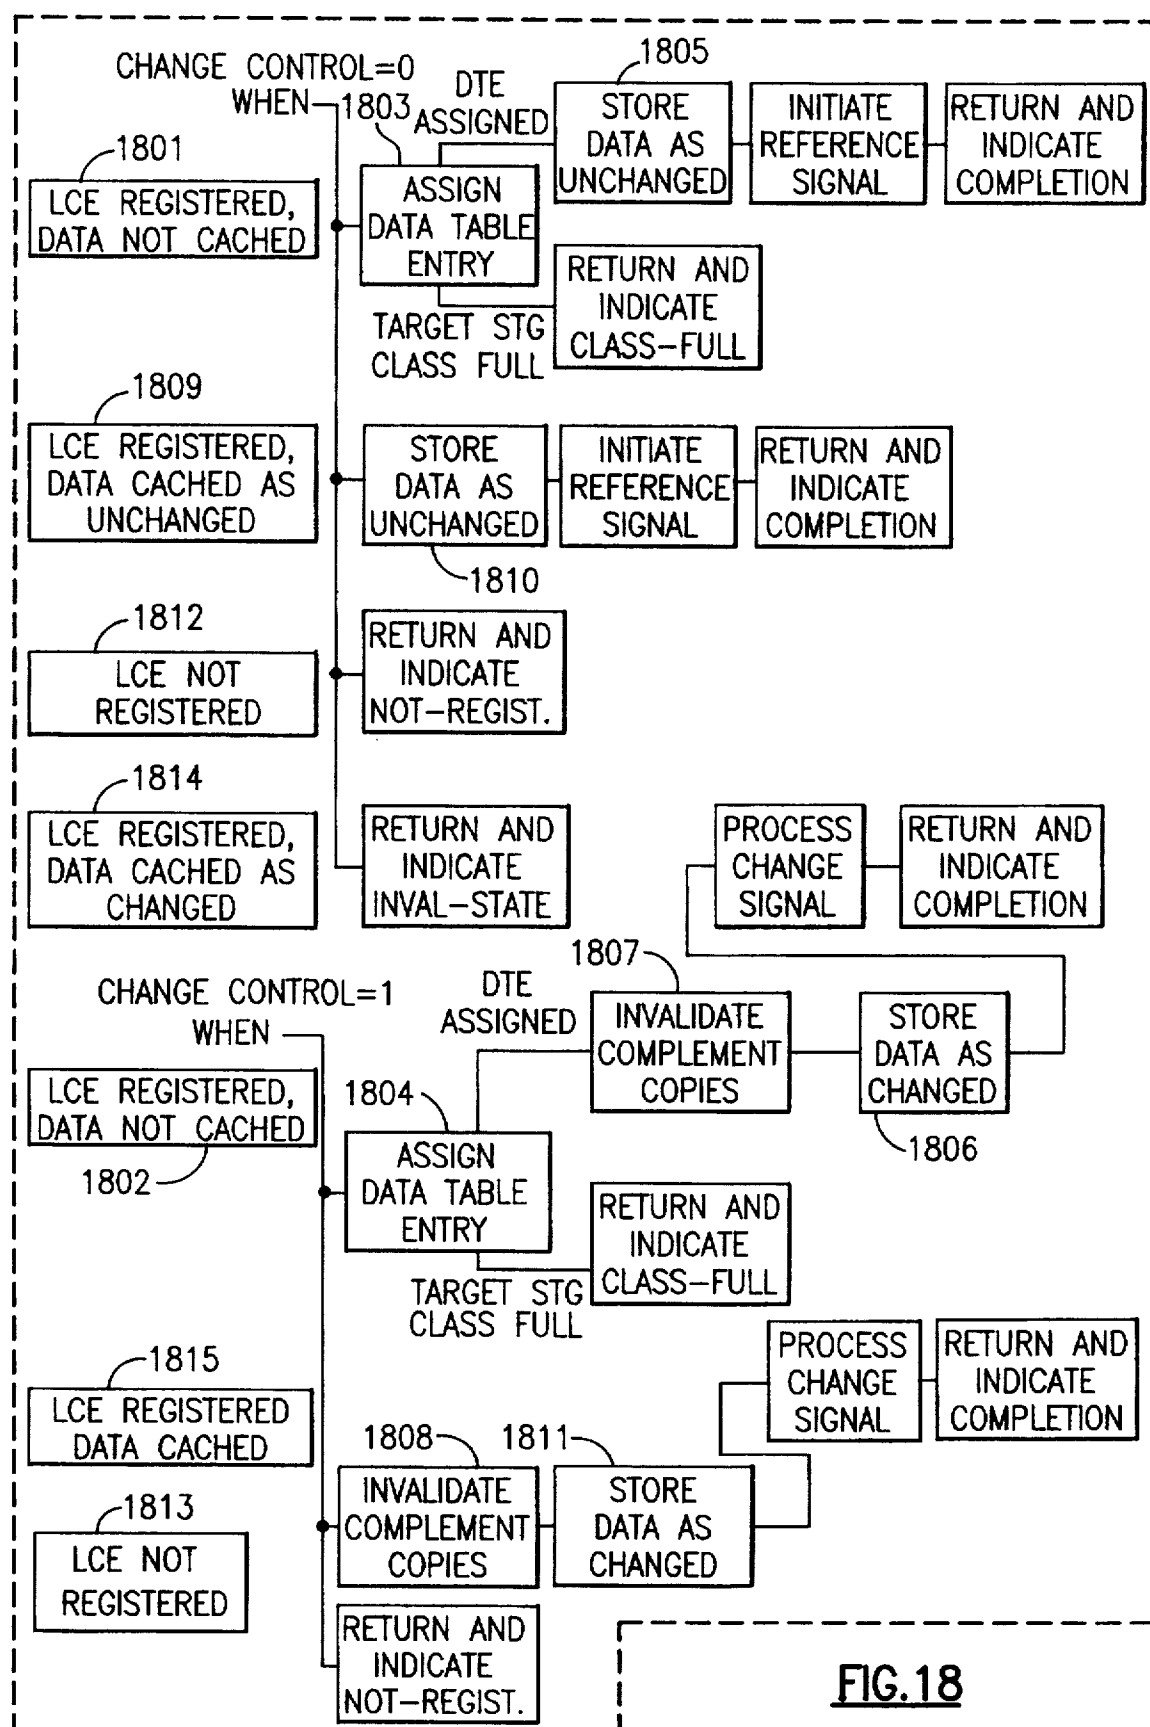 CHANGE CONTROL=0
WHEN
1801
LCE REGISTERED,
DATA NOT CACHED
1803
ASSIGN
DATA TABLE
ENTRY
DTE
ASSIGNED
1805
STORE
DATA AS
UNCHANGED
INITIATE
REFERENCE
SIGNAL
RETURN AND
INDICATE
COMPLETION
TARGET STG
CLASS FULL
RETURN AND
INDICATE
CLASS-FULL
1809
LCE REGISTERED,
DATA CACHED AS
UNCHANGED
STORE
DATA AS
UNCHANGED
1810
INITIATE
REFERENCE
SIGNAL
RETURN AND
INDICATE
COMPLETION
1812
LCE NOT
REGISTERED
RETURN AND
INDICATE
NOT-REGIST.
1814
LCE REGISTERED,
DATA CACHED AS
CHANGED
RETURN AND
INDICATE
INVAL-STATE
CHANGE CONTROL=1
WHEN
LCE REGISTERED,
DATA NOT CACHED
1802
1804
ASSIGN
DATA TABLE
ENTRY
DTE
ASSIGNED
1807
INVALIDATE
COMPLEMENT
COPIES
STORE
DATA AS
CHANGED
1806
PROCESS
CHANGE
SIGNAL
RETURN AND
INDICATE
COMPLETION
TARGET STG
CLASS FULL
RETURN AND
INDICATE
CLASS-FULL
1815
LCE REGISTERED
DATA CACHED
1808
INVALIDATE
COMPLEMENT
COPIES
1811
STORE
DATA AS
CHANGED
PROCESS
CHANGE
SIGNAL
RETURN AND
INDICATE
COMPLETION
1813
LCE NOT
REGISTERED
RETURN AND
INDICATE
NOT-REGIST.
FIG.18